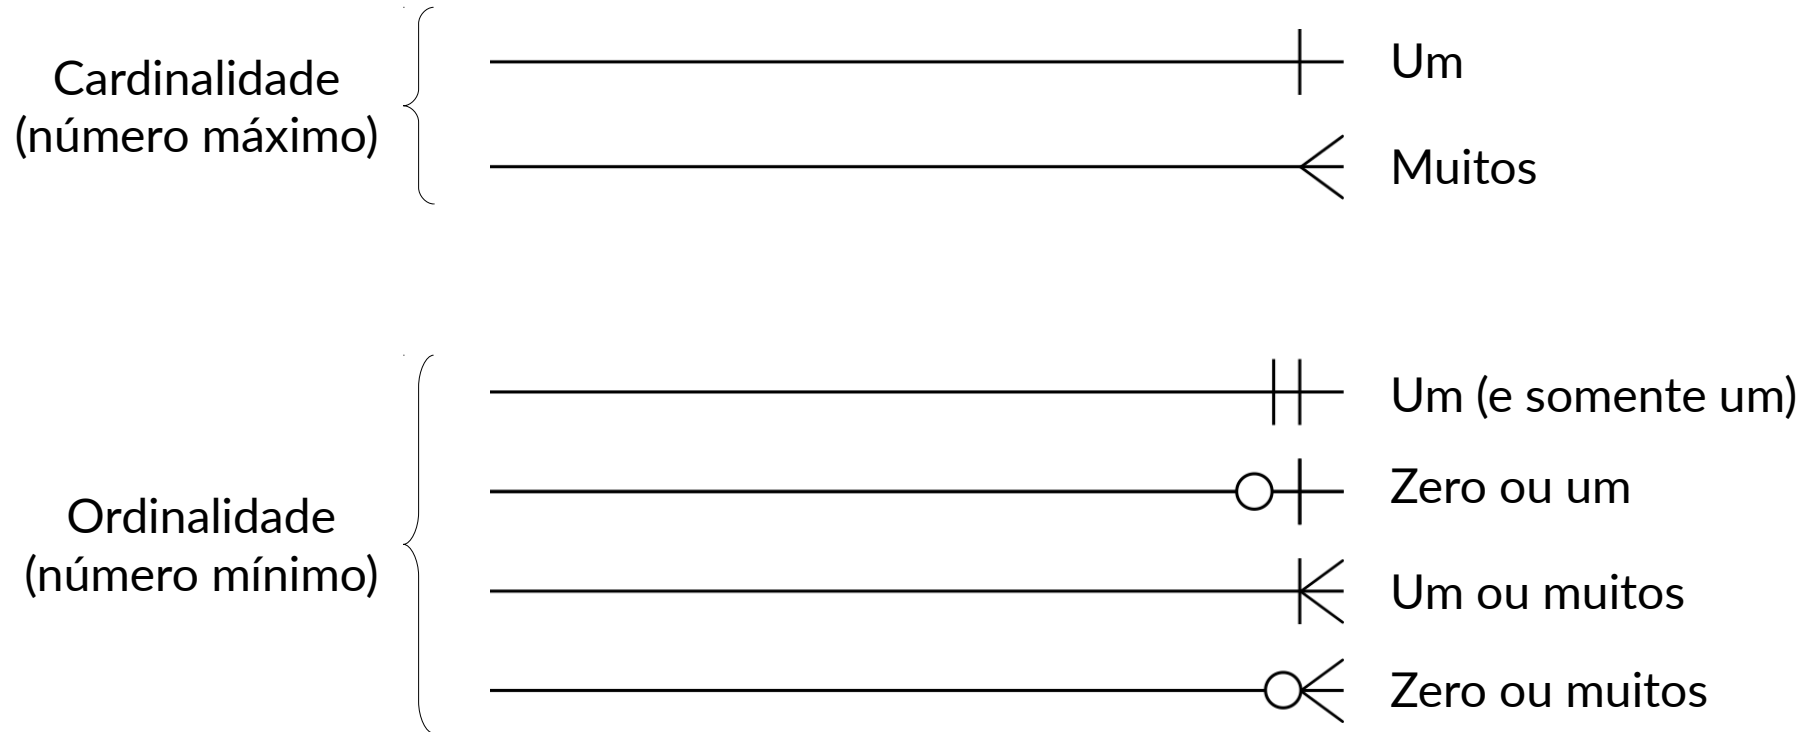 Cardinalidade
(número máximo)
Um
Muitos
Ordinalidade
(número mínimo)
Um (e somente um)
Zero ou um
Um ou muitos
Zero ou muitos